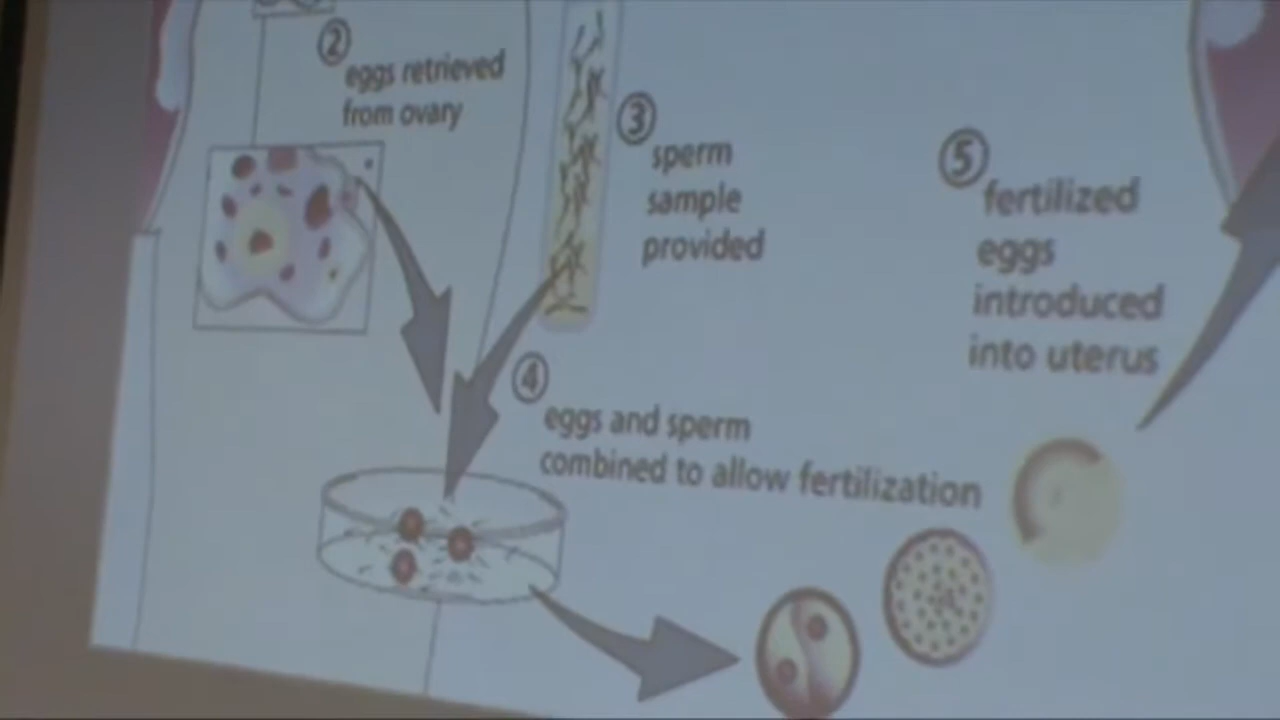 2
eggs retrieved
from ovary
3
sperm
sample
provided
4
eggs and sperm
combined to allow fertilization
5
fertilized
eggs
introduced
into uterus